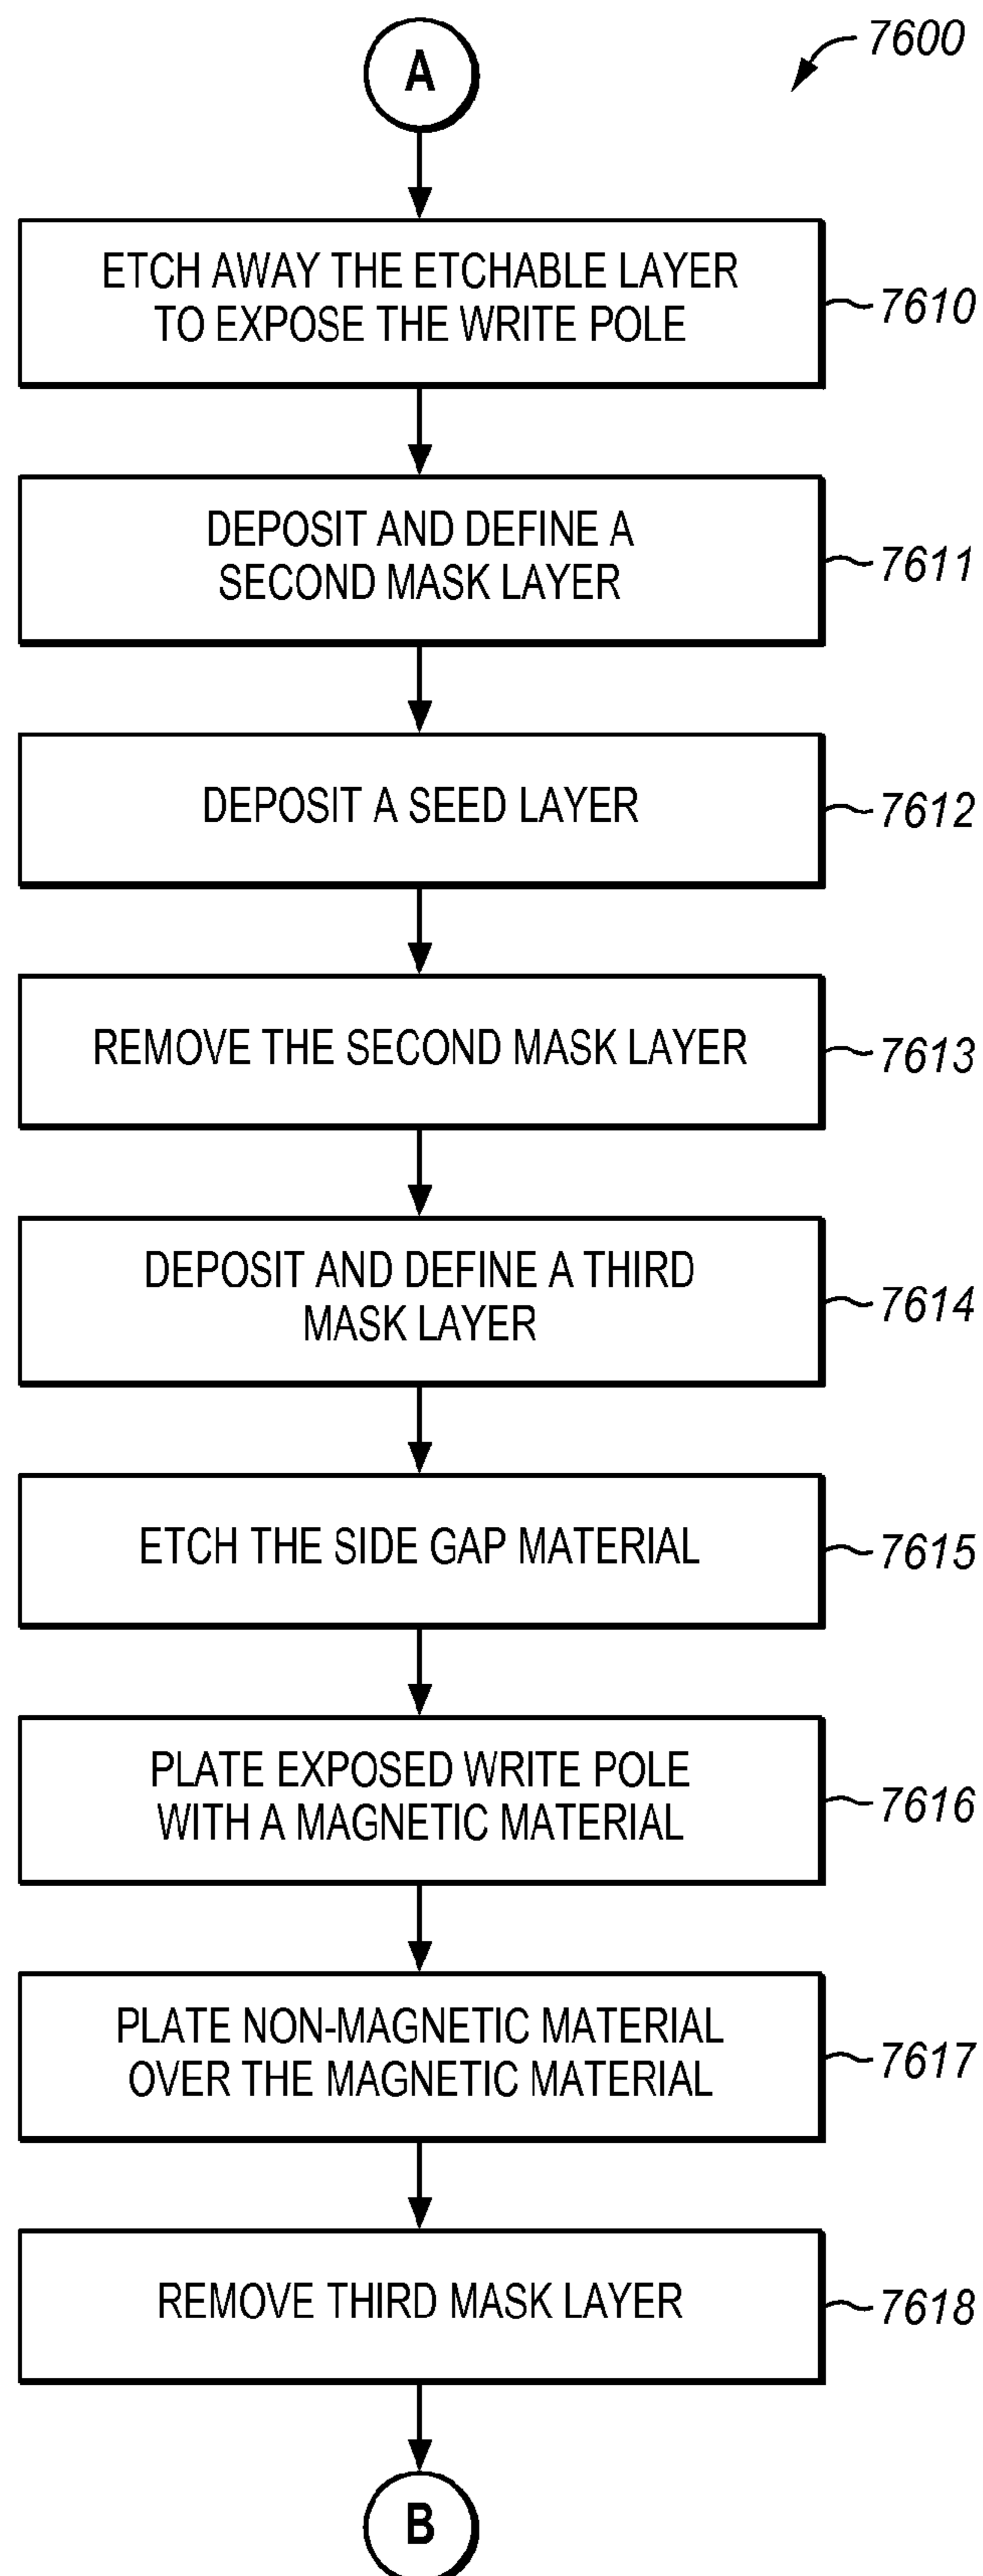 A
7600
ETCH AWAY THE ETCHABLE LAYER
TO EXPOSE THE WRITE POLE
7610
DEPOSIT AND DEFINE A
SECOND MASK LAYER
7611
DEPOSIT A SEED LAYER
7612
REMOVE THE SECOND MASK LAYER
7613
DEPOSIT AND DEFINE A THIRD
MASK LAYER
7614
ETCH THE SIDE GAP MATERIAL
7615
PLATE EXPOSED WRITE POLE
WITH A MAGNETIC MATERIAL
7616
PLATE NON-MAGNETIC MATERIAL
OVER THE MAGNETIC MATERIAL
7617
REMOVE THIRD MASK LAYER
7618
B